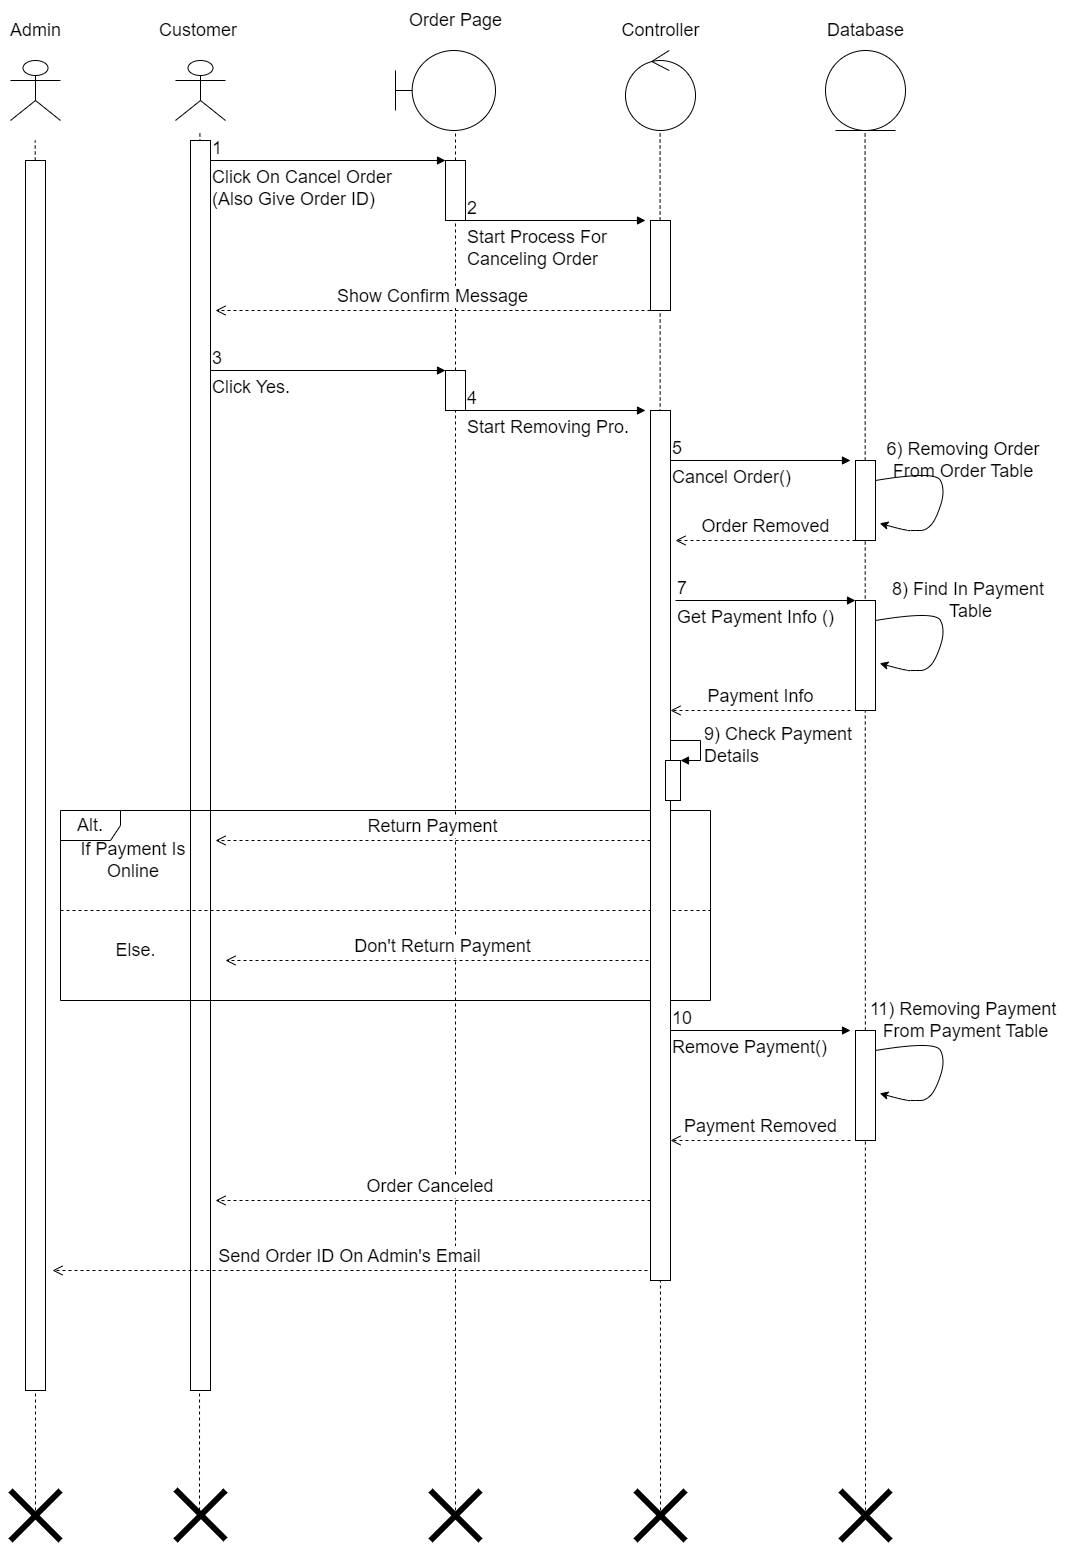 Admin
Customer
Order Page
Controller
Database
1
Click On Cancel Order
(Also Give Order ID)
2
Start Process For
Canceling Order
Show Confirm Message
3
Click Yes.
4
Start Removing Pro.
5
Cancel Order()
6) Removing Order
From Order Table
Order Removed
7
Get Payment Info ()
8) Find In Payment
Table
Payment Info
9) Check Payment
Details
Alt.
If Payment Is
Online
Return Payment
Else.
Don't Return Payment
10
Remove Payment()
11) Removing Payment
From Payment Table
Payment Removed
Order Canceled
Send Order ID On Admin's Email